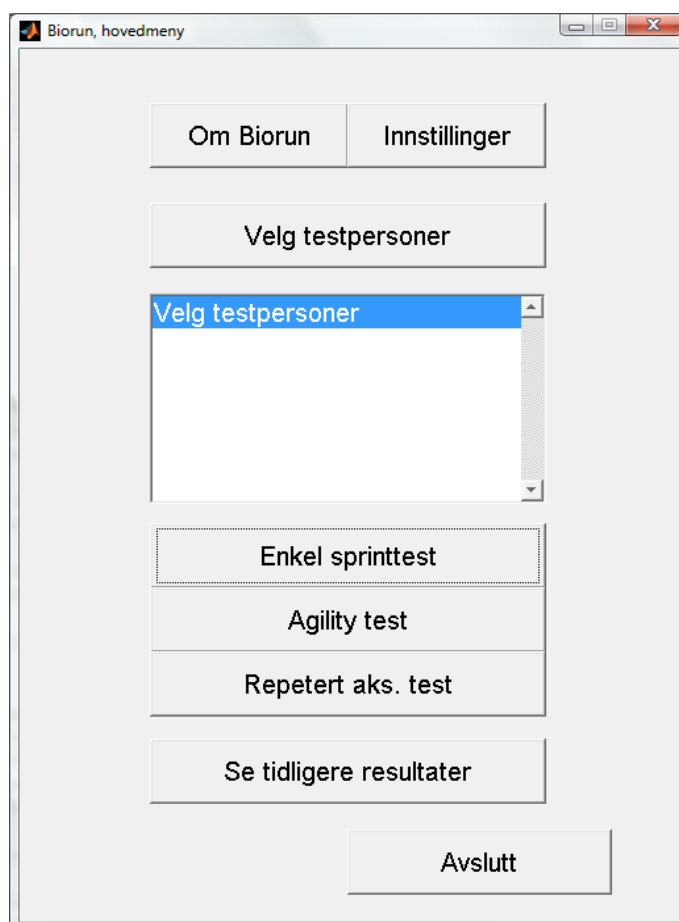 Biorun, hovedmeny
Om Biorun Innstillinger
Velg testpersoner
Velg testpersoner
Enkel sprinttest
Agility test
Repetert aks. test
Se tidligere resultater
Avslutt